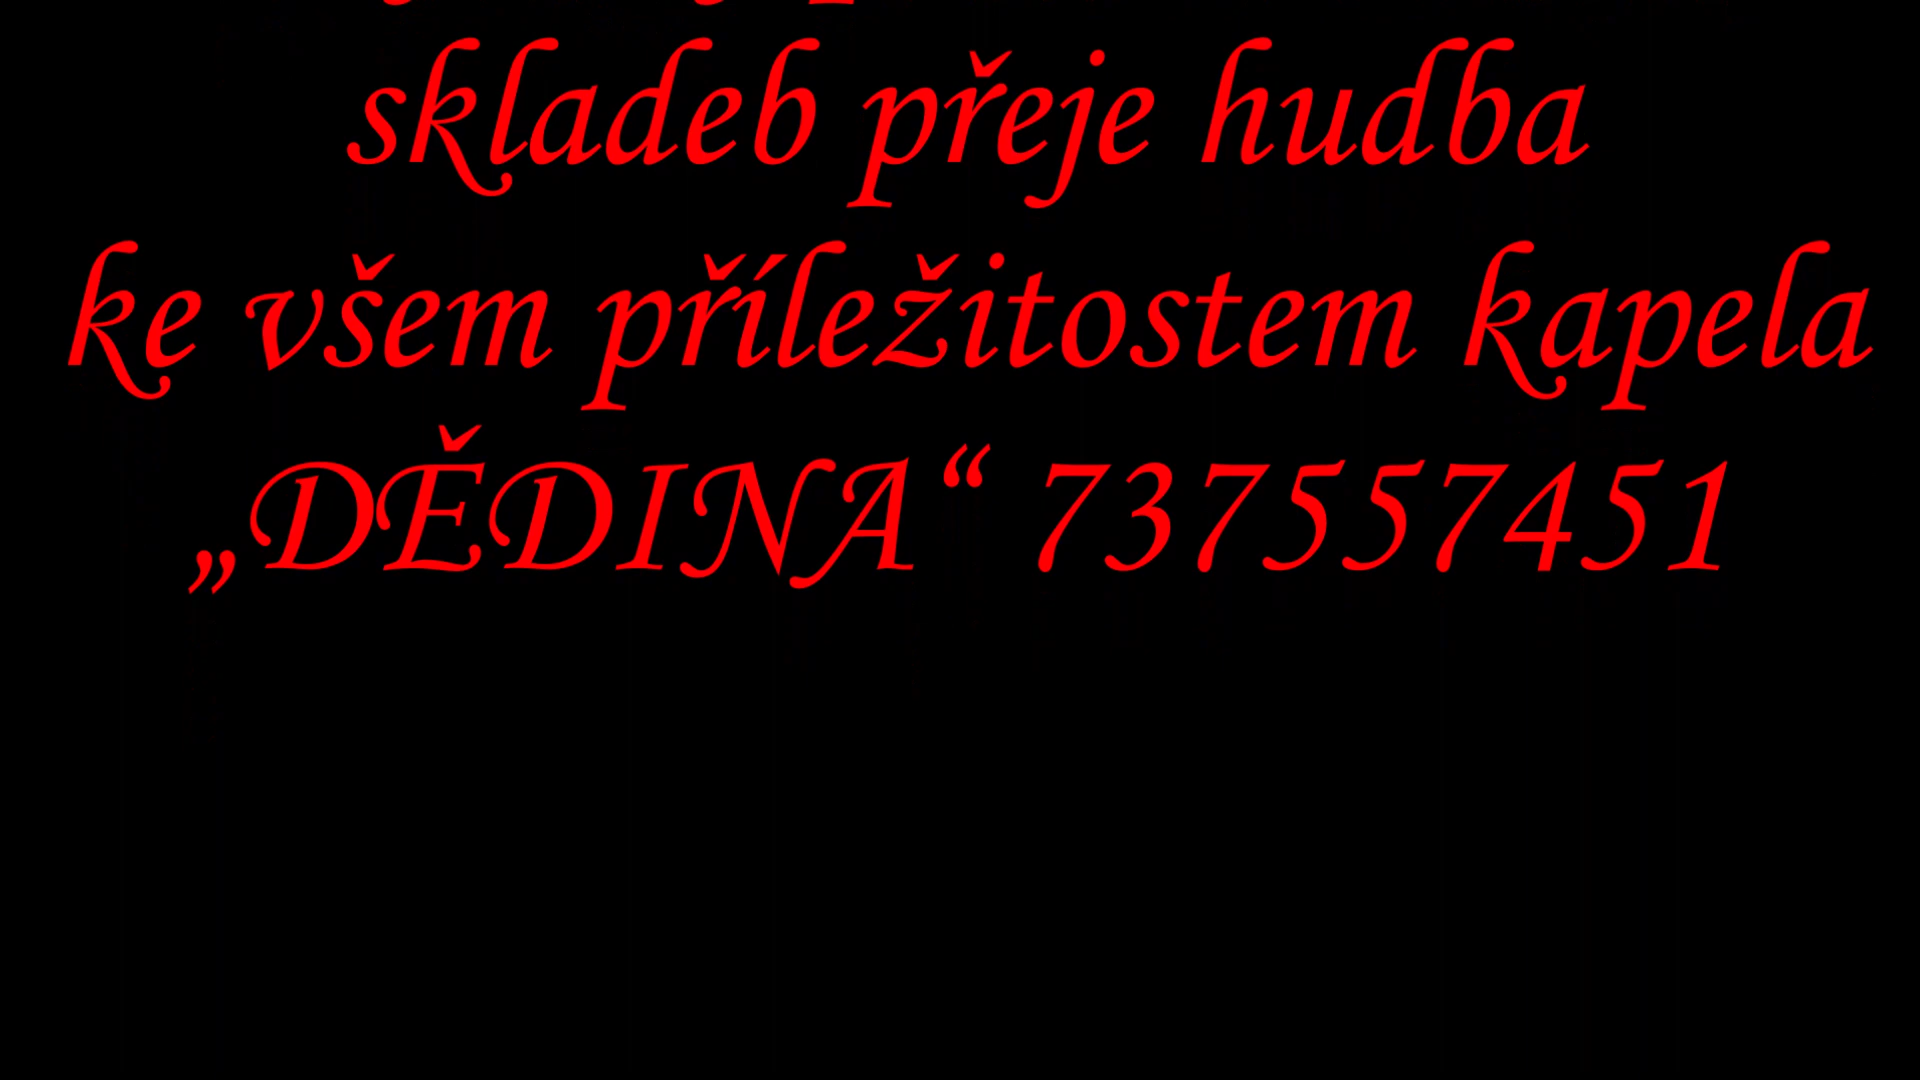 skladeb přeje hudba
ke všem příležitostem kapela
„DĚDINA“ 737557451